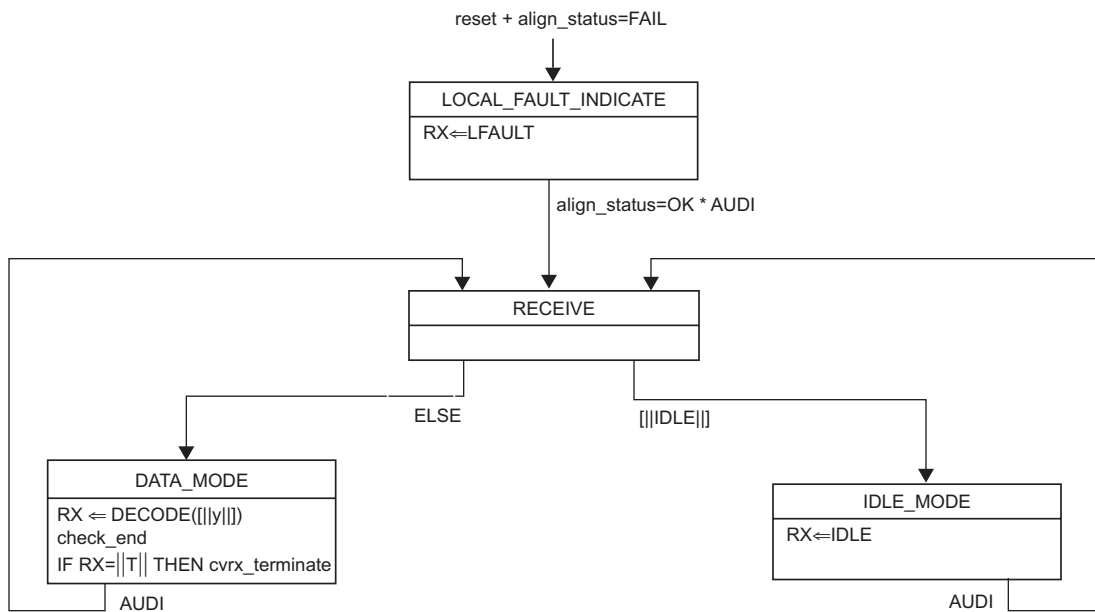 reset + align_status=FAIL
LOCAL_FAULT_INDICATE
RX⇐LFAULT
align_status=OK * AUDI
RECEIVE
ELSE
[||IDLE||]
DATA_MODE
RX ⇐ DECODE([||y||])
check_end
IF RX=||T|| THEN cvrx_terminate
AUDI
IDLE_MODE
RX⇐IDLE
AUDI